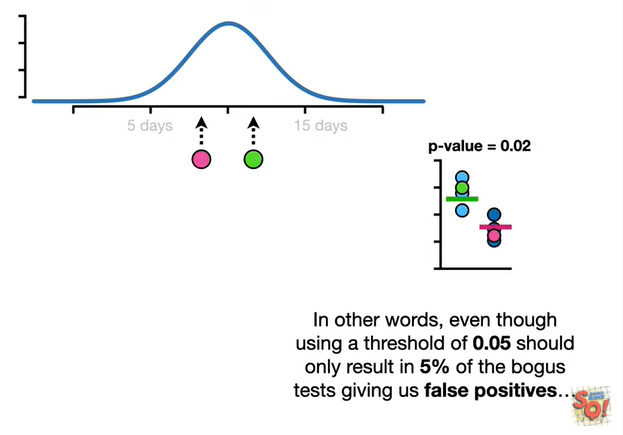 5 days
15 days
p-value = 0.02
In other words, even though
using a threshold of 0.05 should
only result in 5% of the bogus
tests giving us false positives…
SQ!